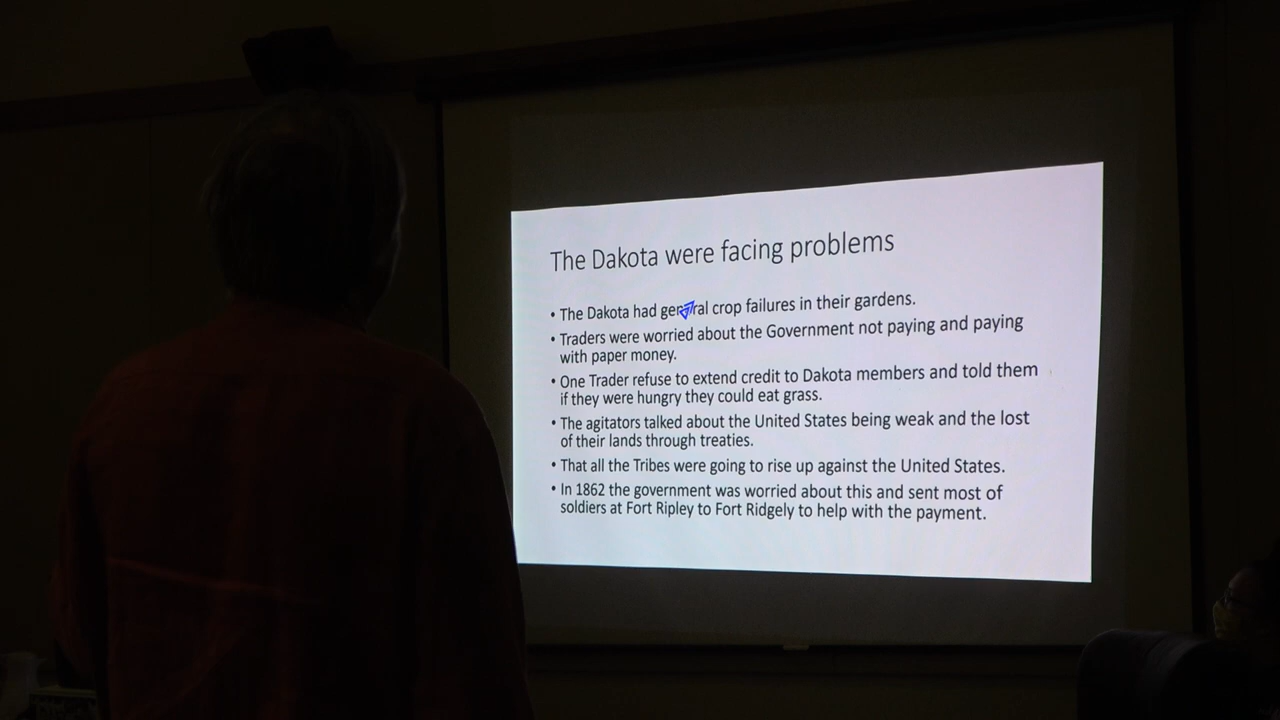 The Dakota were facing problems
• The Dakota had general crop failures in their gardens.
• Traders were worried about the Government not paying and paying
with paper money.
• One Trader refuse to extend credit to Dakota members and told them
if they were hungry they could eat grass.
• The agitators talked about the United States being weak and the lost
of their lands through treaties.
• That all the Tribes were going to rise up against the United States.
• In 1862 the government was worried about this and sent most of
soldiers at Fort Ripley to Fort Ridgely to help with the payment.